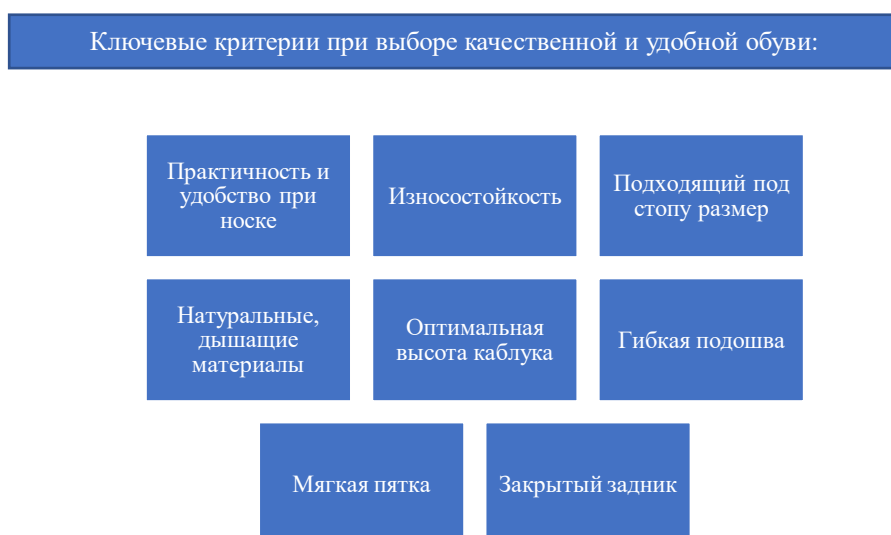 Ключевые критерии при выборе качественной и удобной обуви:
Практичность и
удобство при
носке
Износостойкость
Подходящий под
стопу размер
Натуральные,
дышащие
материалы
Оптимальная
высота каблука
Гибкая подошва
Мягкая пятка
Закрытый задник